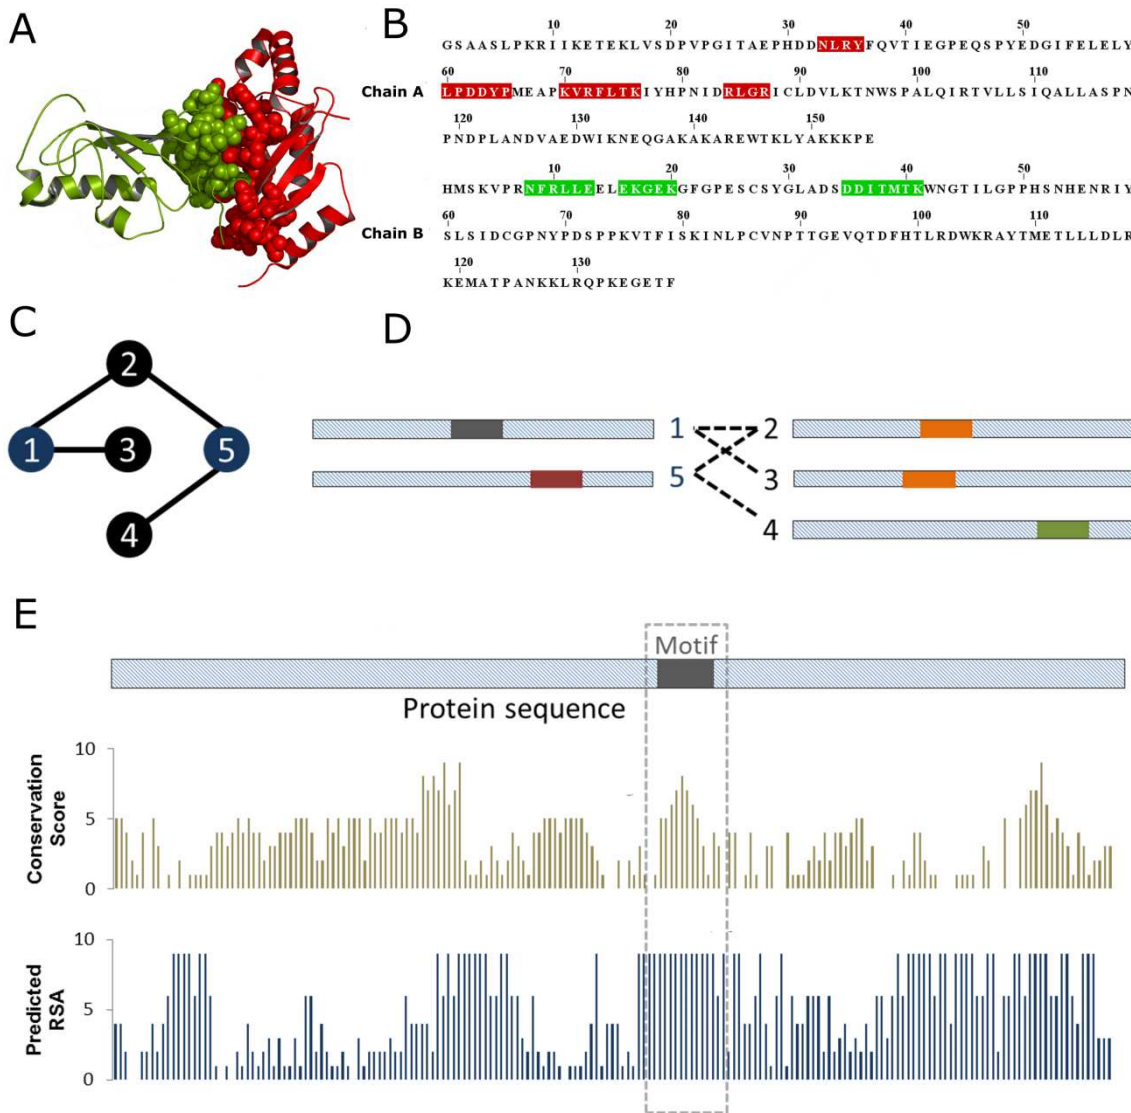 A
B
10 20 30 40 50
GSAASLPKRIIKETEKLVSDPVPGITAEPHDDNLRYFQVTIEGPEQSPYEDGIFELELY
60 70 80 90 100 110
Chain A LPDDYPMEAPKVRFLTKIYHPNIDRLGRICLDVLKTNWSPALQIRTVLLSIQALLASPN
120 130 140 150
PNDPLANDVAEDWIKNEQGAKAKAREWTKLYAKKKPE
10 20 30 40 50
HMSKVPRNFRLLEELEKGEKGFGPESCSYGLADSDDITMTKWNGTILGPPHSNHENRIY
60 70 80 90 100 110
Chain B SLSIDCGPNYPDSPPKVTFISKINLPCVNPTTGEVQTDFHTLRDWKRAYTMETLLLDLR
120 130
KEMATPANKKLRQPKEGETF
C
2
1 3 5
4
D
1 2
5 3
4
E
Motif
Protein sequence
Conservation Score
10
5
0
Predicted RSA
10
5
0